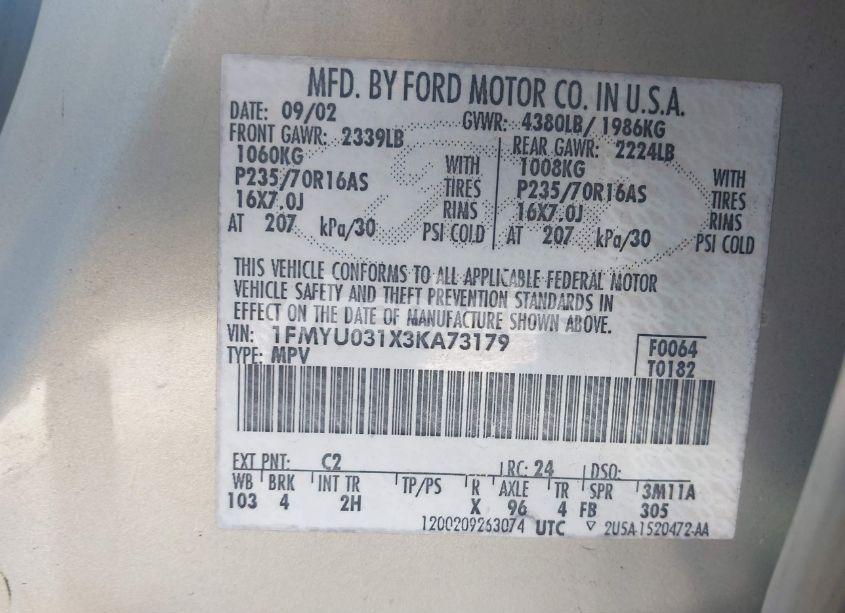 MFD. BY FORD MOTOR CO. IN U.S.A.
DATE: 09/02 GVWR: 4380LB/ 1986KG
FRONT GAWR: 2339LB REAR GAWR: 2224LB
1060KG WITH 1008KG WITH
P235/70R16AS TIRES P235/70R16AS TIRES
16X7.0J RIMS 16X7.0J RIMS
AT 207 kPa/30 PSI COLD AT 207 kPa/30 PSI COLD
THIS VEHICLE CONFORMS TO ALL APPLICABLE FEDERAL MOTOR
VEHICLE SAFETY AND THEFT PREVENTION STANDARDS IN
EFFECT ON THE DATE OF MANUFACTURE SHOWN ABOVE.
VIN: 1FMYU031X3KA73179 F0064
TYPE: MPV T0182
EXT PNT: C2 RC: 24 DSO:
WB BRK INT TR TP/PS R AXLE TR SPR 3M11A
103 4 2H X 96 4 FB 305
1200209263074 UTC ▽ 2U5A-1520472-AA